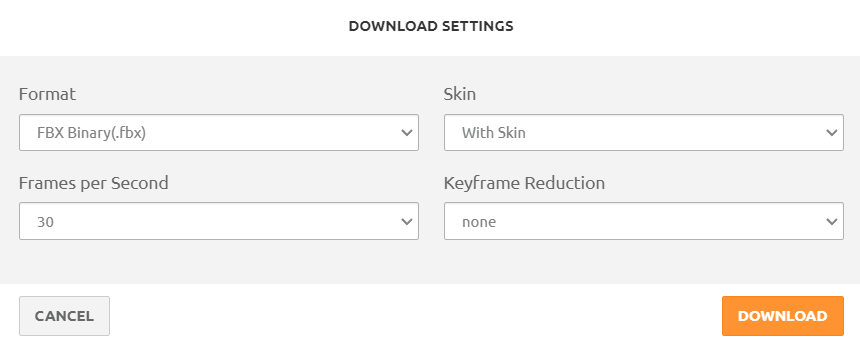 DOWNLOAD SETTINGS
Format
Skin
FBX Binary(.fbx)
With Skin
Frames per Second
Keyframe Reduction
30
none
CANCEL
DOWNLOAD